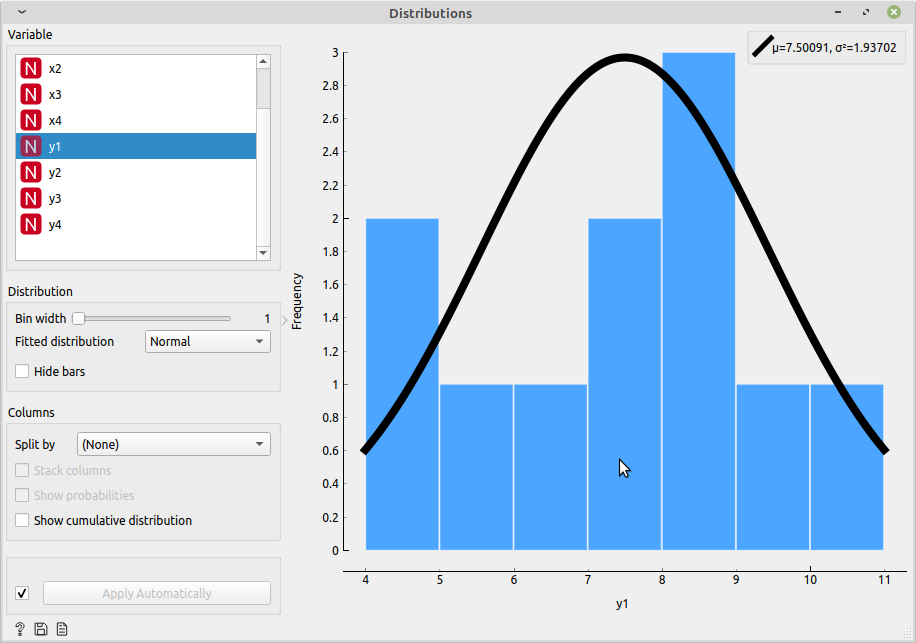 Distributions
Variable
N x2
N x3
N x4
N y1
N y2
N y3
N y4
Distribution
Bin width 1
Fitted distribution Normal
Hide bars
Columns
Split by (None)
Stack columns
Show probabilities
Show cumulative distribution
Apply Automatically
?
µ=7.50091, σ²=1.93702
Frequency
3
2.8
2.6
2.4
2.2
2
1.8
1.6
1.4
1.2
1
0.8
0.6
0.4
0.2
0
4 5 6 7 8 9 10 11
y1